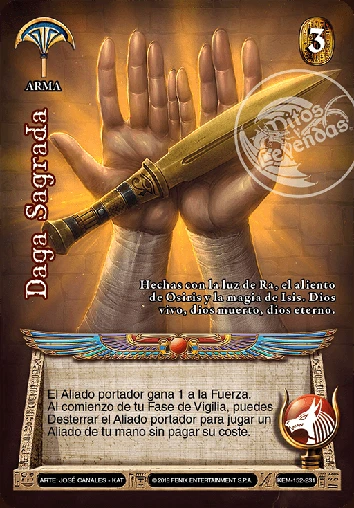 3
ARMA
Mitos y Leyendas
Daga Sagrada
Hechas con la luz de Ra, el aliento
de Osiris y la magia de Isis. Dios
vivo, dios muerto, dios eterno.
El Aliado portador gana 1 a la Fuerza.
Al comienzo de tu Fase de Vigilia, puedes
Desterrar el Aliado portador para jugar un
Aliado de tu mano sin pagar su coste.
ARTE: JOSÉ CANALES - KAT
© 2015 FENIX ENTERTAINMENT S.P.A.
KEM-152-231